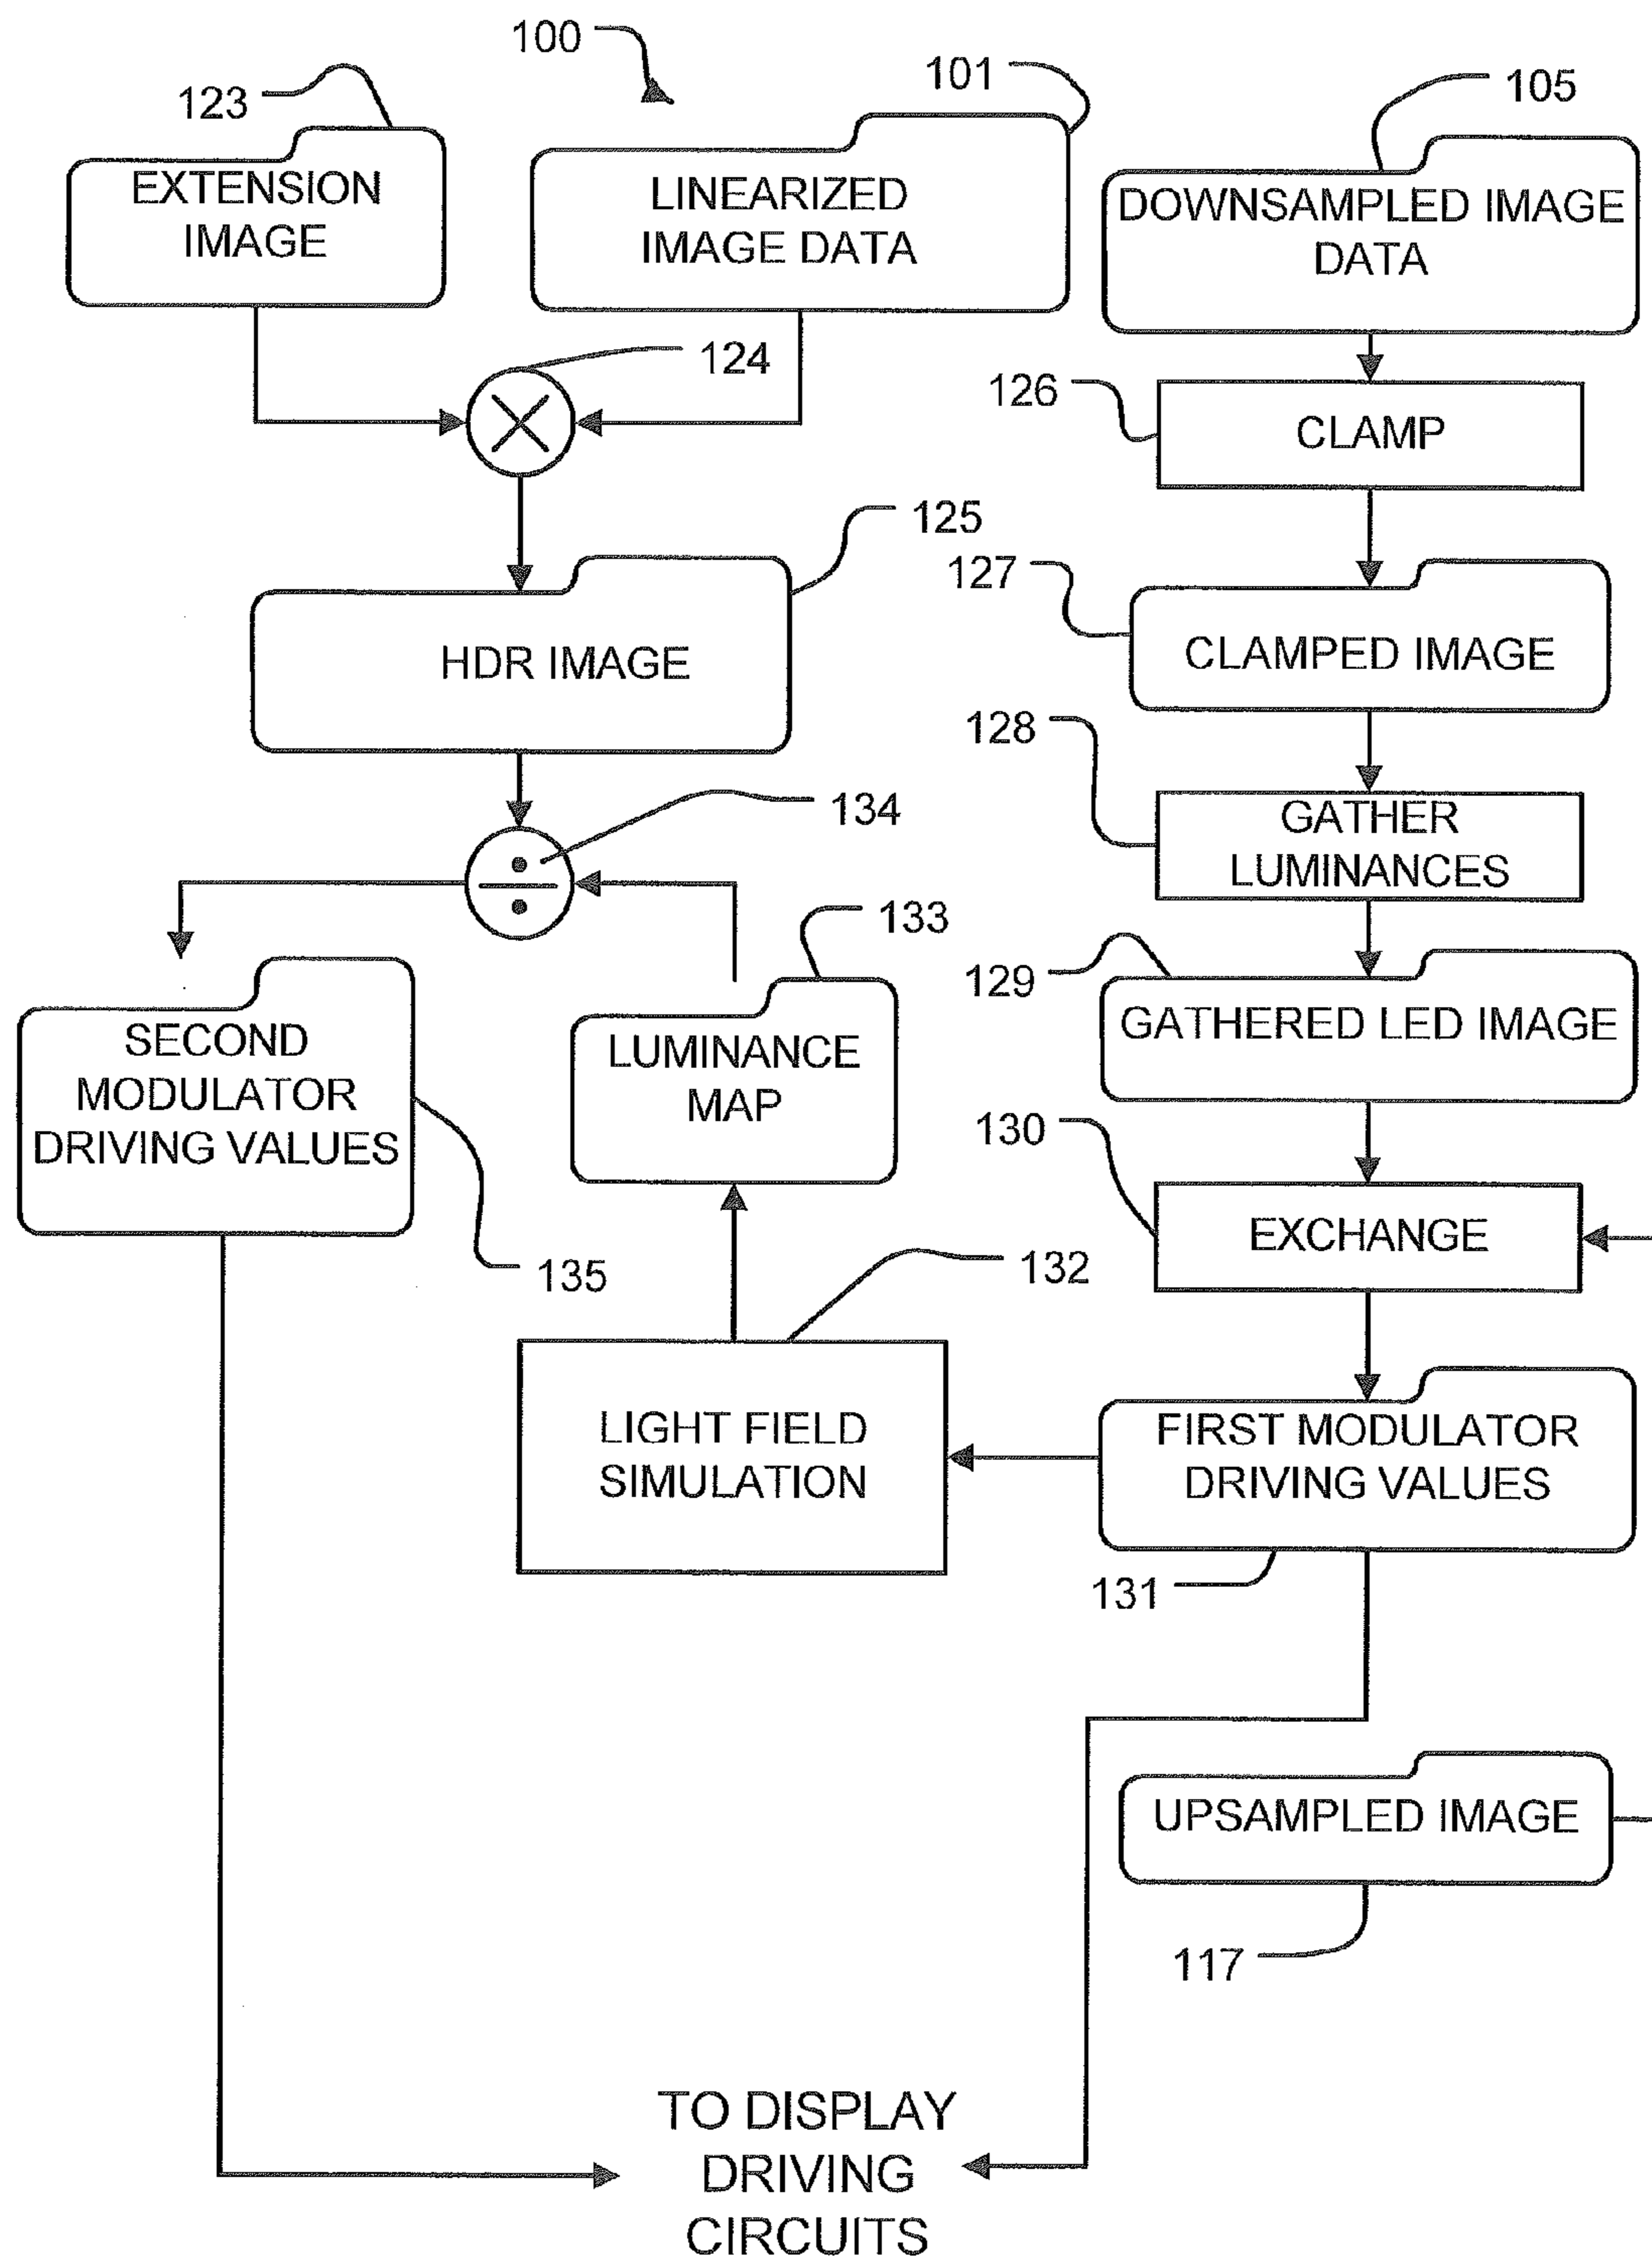 100
101
105
123
EXTENSION
IMAGE
LINEARIZED
IMAGE DATA
DOWNSAMPLED IMAGE
DATA
124
126
CLAMP
125
127
HDR IMAGE
CLAMPED IMAGE
128
134
GATHER
LUMINANCES
133
129
GATHERED LED IMAGE
SECOND
MODULATOR
DRIVING VALUES
LUMINANCE
MAP
130
EXCHANGE
135
132
LIGHT FIELD
SIMULATION
FIRST MODULATOR
DRIVING VALUES
131
UPSAMPLED IMAGE
117
TO DISPLAY
DRIVING
CIRCUITS